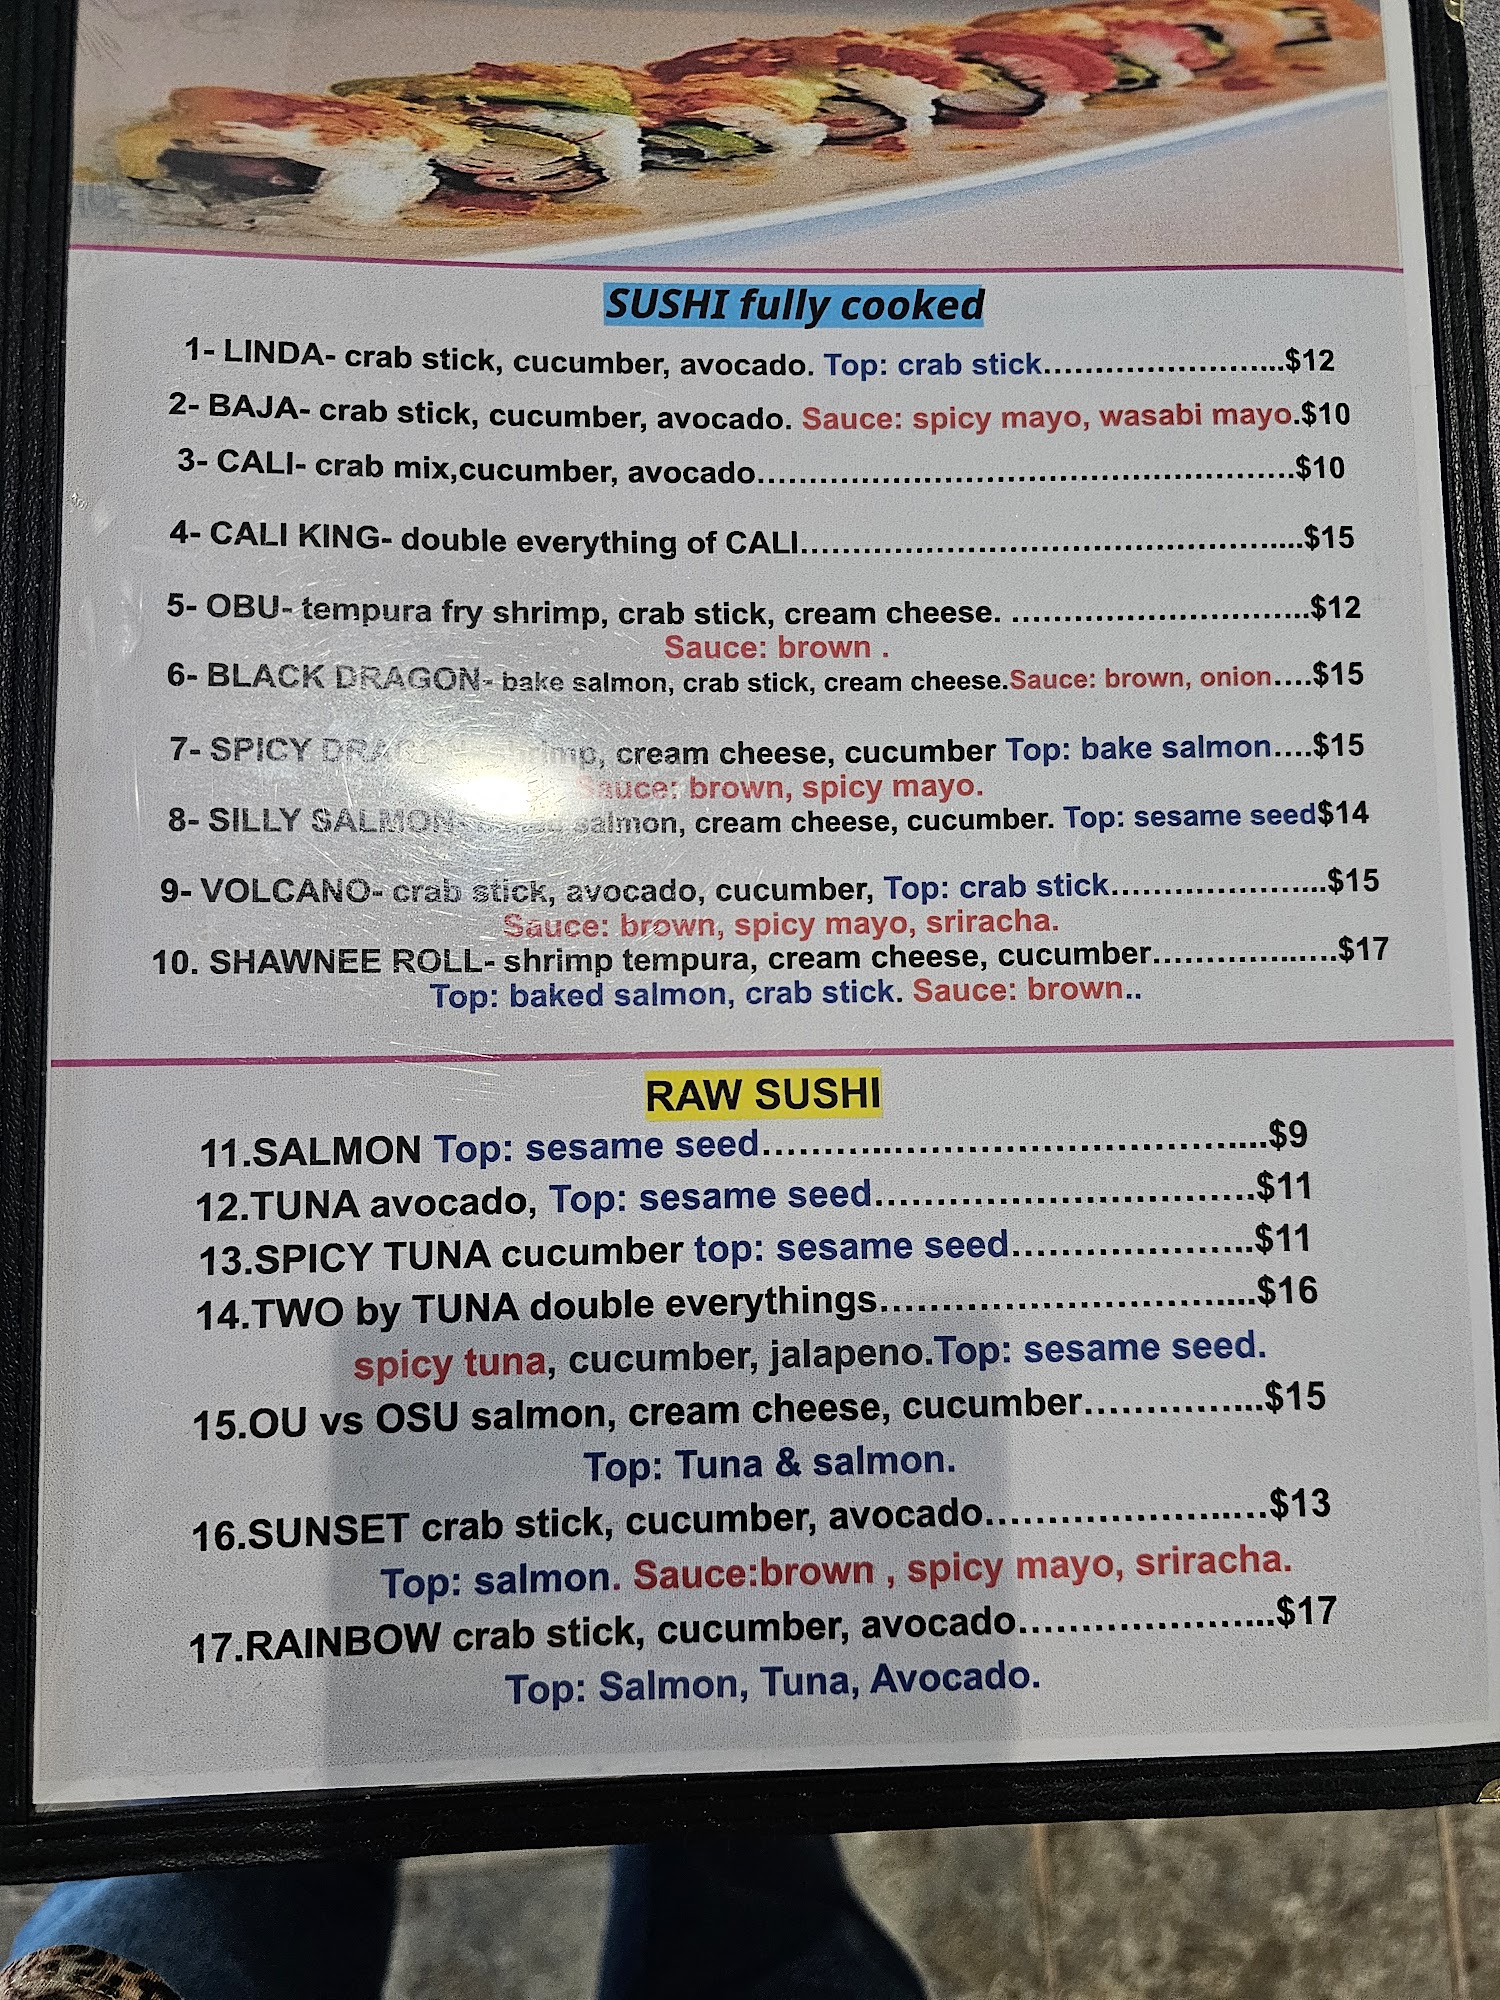 SUSHI fully cooked
1- LINDA- crab stick, cucumber, avocado. Top: crab stick..........................$12
2- BAJA- crab stick, cucumber, avocado. Sauce: spicy mayo, wasabi mayo.$10
3- CALI- crab mix,cucumber, avocado......................................................$10
4- CALI KING- double everything of CALI..................................................$15
5- OBU- tempura fry shrimp, crab stick, cream cheese. ..............................$12
Sauce: brown .
6- BLACK DRAGON- bake salmon, crab stick, cream cheese.Sauce: brown, onion....$15
7- SPICY DRAGON- shrimp, cream cheese, cucumber Top: bake salmon....$15
Sauce: brown, spicy mayo.
8- SILLY SALMON- salmon, cream cheese, cucumber. Top: sesame seed$14
9- VOLCANO- crab stick, avocado, cucumber, Top: crab stick......................$15
Sauce: brown, spicy mayo, sriracha.
10. SHAWNEE ROLL- shrimp tempura, cream cheese, cucumber...................$17
Top: baked salmon, crab stick. Sauce: brown..
RAW SUSHI
11.SALMON Top: sesame seed..................................................$9
12.TUNA avocado, Top: sesame seed...............................$11
13.SPICY TUNA cucumber top: sesame seed....................$11
14.TWO by TUNA double everythings...............................$16
spicy tuna, cucumber, jalapeno.Top: sesame seed.
15.OU vs OSU salmon, cream cheese, cucumber...............$15
Top: Tuna & salmon.
16.SUNSET crab stick, cucumber, avocado.......................$13
Top: salmon. Sauce:brown , spicy mayo, sriracha.
17.RAINBOW crab stick, cucumber, avocado.....................$17
Top: Salmon, Tuna, Avocado.